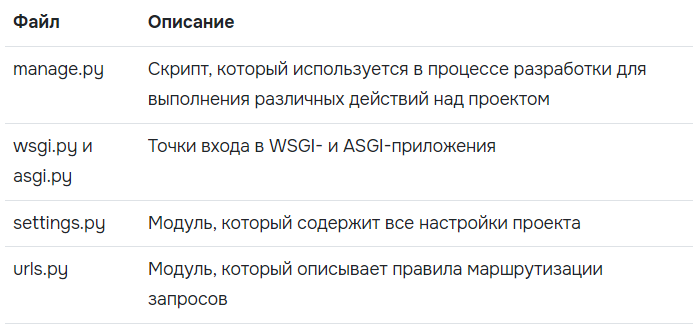 Файл Описание
manage.py Скрипт, который используется в процессе разработки для
выполнения различных действий над проектом
wsgi.py и Точки входа в WSGI- и ASGI-приложения
asgi.py
settings.py Модуль, который содержит все настройки проекта
urls.py Модуль, который описывает правила маршрутизации
запросов